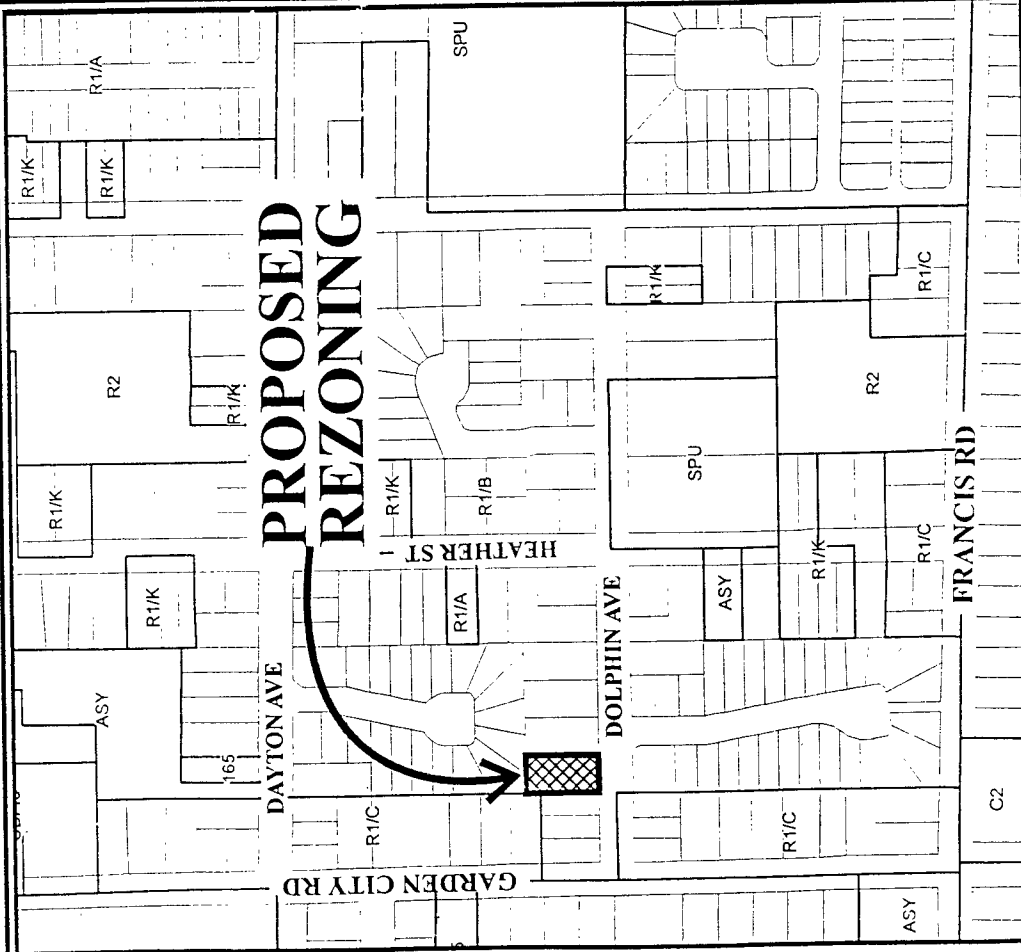 R1/K
R1/K
R1/A
ASY
R2
R1/K
R1/K
165
R1/K
DAYTON AVE
PROPOSED
REZONING
R1/C
R1/K
GARDEN CITY RD
R1/A
SPU
R1/B
HEATHER ST
DOLPHIN AVE
R1/K
SPU
ASY
R1/C
R1/K
R2
ASY
R1/C
R1/C
FRANCIS RD
C2